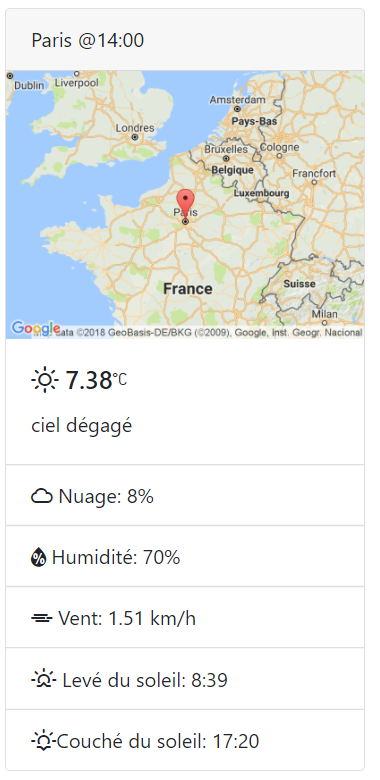 Paris @14:00
Dublin
Liverpool
Amsterdam
Londres
Pays-Bas
Bruxelles
Cologne
Belgique
Francfort
Luxembourg
Paris
France
Suisse
Milan
Google
data ©2018 GeoBasis-DE/BKG (©2009), Google, Inst. Geogr. Nacional
7.38°C
ciel dégagé
Nuage: 8%
% Humidité: 70%
Vent: 1.51 km/h
Levé du soleil: 8:39
Couché du soleil: 17:20